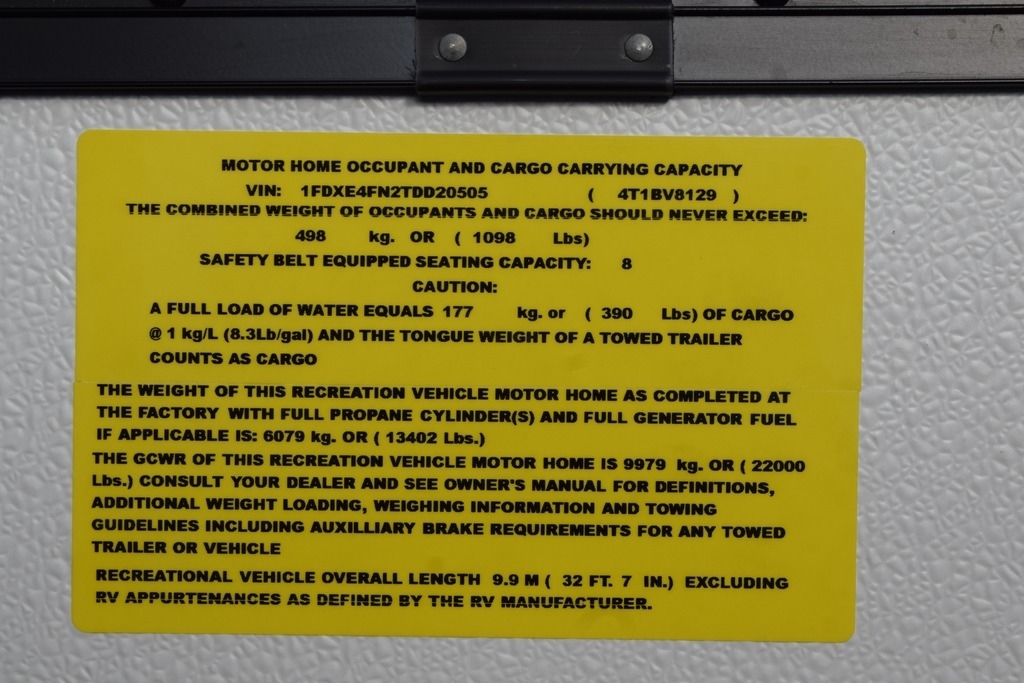 MOTOR HOME OCCUPANT AND CARGO CARRYING CAPACITY
VIN: 1FDXE4FN2TDD20505 ( 4T1BV8129 )
THE COMBINED WEIGHT OF OCCUPANTS AND CARGO SHOULD NEVER EXCEED:
498 kg. OR ( 1098 Lbs)
SAFETY BELT EQUIPPED SEATING CAPACITY: 8
CAUTION:
A FULL LOAD OF WATER EQUALS 177 kg. or ( 390 Lbs) OF CARGO
@ 1 kg/L (8.3Lb/gal) AND THE TONGUE WEIGHT OF A TOWED TRAILER
COUNTS AS CARGO
THE WEIGHT OF THIS RECREATION VEHICLE MOTOR HOME AS COMPLETED AT
THE FACTORY WITH FULL PROPANE CYLINDER(S) AND FULL GENERATOR FUEL
IF APPLICABLE IS: 6079 kg. OR ( 13402 Lbs.)
THE GCWR OF THIS RECREATION VEHICLE MOTOR HOME IS 9979 kg. OR ( 22000
Lbs.) CONSULT YOUR DEALER AND SEE OWNER'S MANUAL FOR DEFINITIONS,
ADDITIONAL WEIGHT LOADING, WEIGHING INFORMATION AND TOWING
GUIDELINES INCLUDING AUXILLIARY BRAKE REQUIREMENTS FOR ANY TOWED
TRAILER OR VEHICLE
RECREATIONAL VEHICLE OVERALL LENGTH 9.9 M ( 32 FT. 7 IN.) EXCLUDING
RV APPURTENANCES AS DEFINED BY THE RV MANUFACTURER.